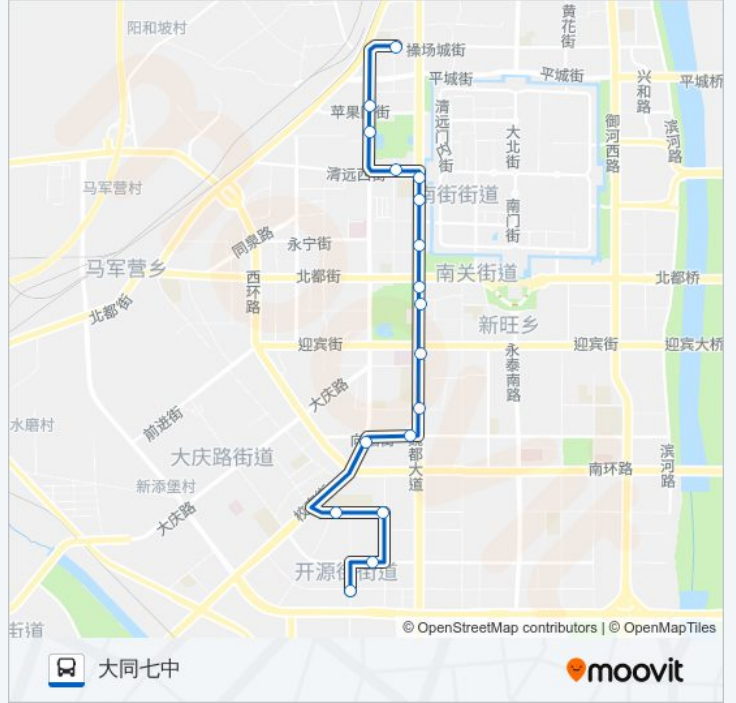 黄花街
阳和坡村
操场城街
平城街
平城街
兴和路
平城桥
苹果
街
清远门
街
大北街
御河西路
滨河路
清远西
南街街道
马军营村
南门街
同泉路
永宁街
马军营乡
西环路
北都街
南关街道
北都桥
北都街
新旺乡
迎宾街
永泰南路
迎宾街
迎宾大桥
大庆路
前进街
水磨村
都大道
大庆路街道
南环路
滨河路
新添堡村
大庆路
校
开源街街道
街道
© OpenStreetMap contributors | © OpenMapTiles
大同七中
moovit